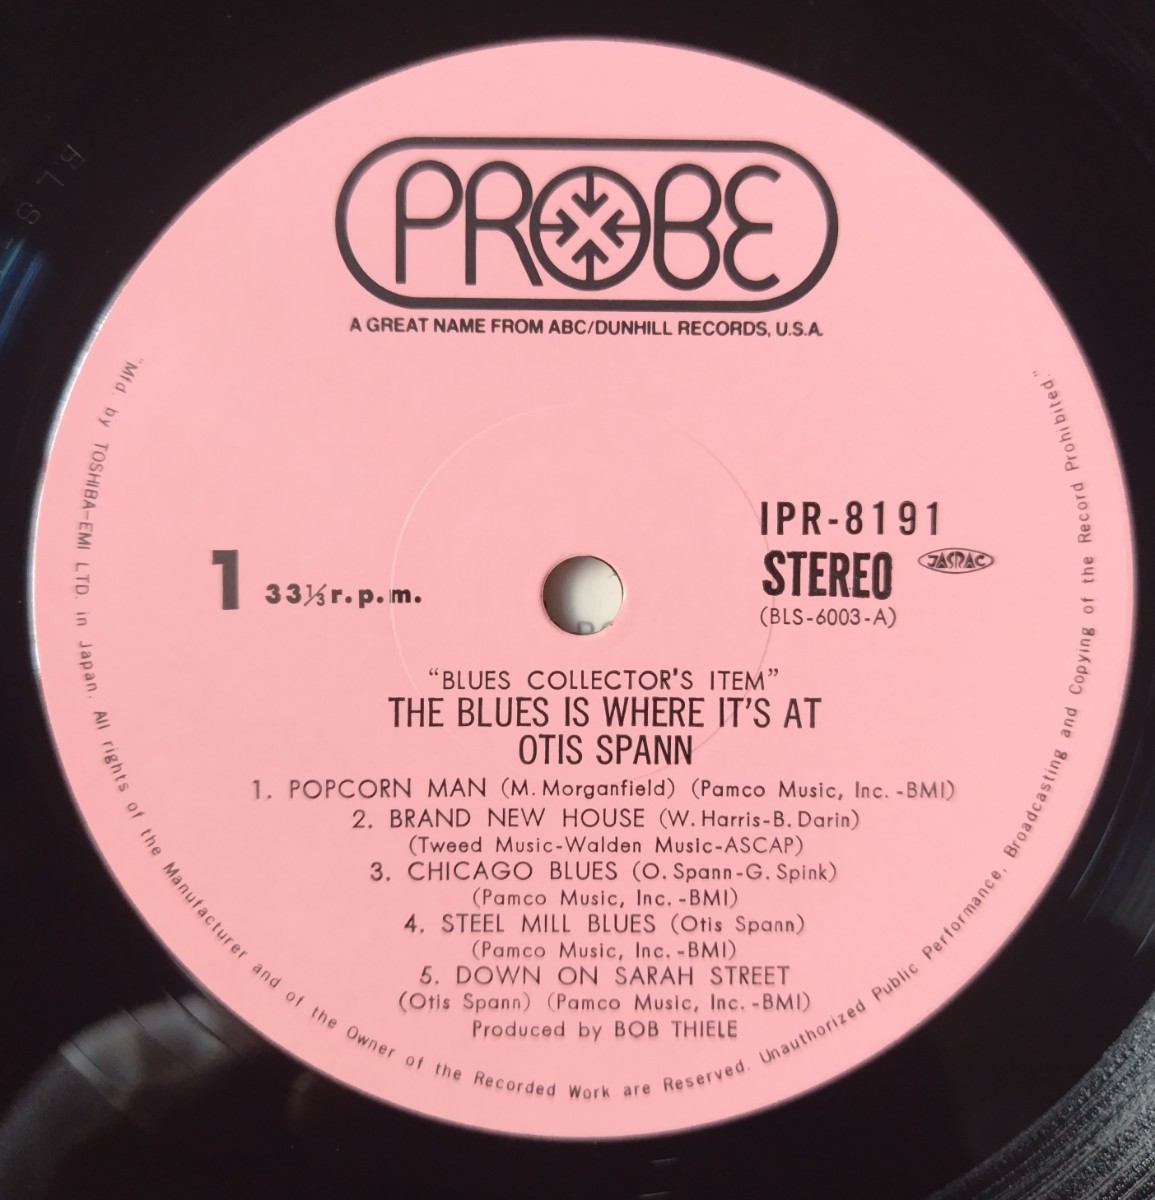 PROBE
A GREAT NAME FROM ABC/DUNHILL RECORDS, U.S.A.
IPR-8191
STEREO JASRAC
(BLS-6003-A)
1 33⅓ r.p.m.
"BLUES COLLECTOR'S ITEM"
THE BLUES IS WHERE IT'S AT
OTIS SPANN
1. POPCORN MAN (M. Morganfield) (Pamco Music, Inc. -BMI)
2. BRAND NEW HOUSE (W. Harris-B. Darin)
(Tweed Music-Walden Music-ASCAP)
3. CHICAGO BLUES (O. Spann-G. Spink)
(Pamco Music, Inc. -BMI)
4. STEEL MILL BLUES (Otis Spann)
(Pamco Music, Inc. -BMI)
5. DOWN ON SARAH STREET
(Otis Spann) (Pamco Music, Inc. -BMI)
Produced by BOB THIELE
"Mfd. by TOSHIBA-EMI LTD. in Japan. All rights of the Manufacturer and of the Owner of the Recorded Work are Reserved. Unauthorized Public Performance, Broadcasting and Copying of the Record Prohibited."